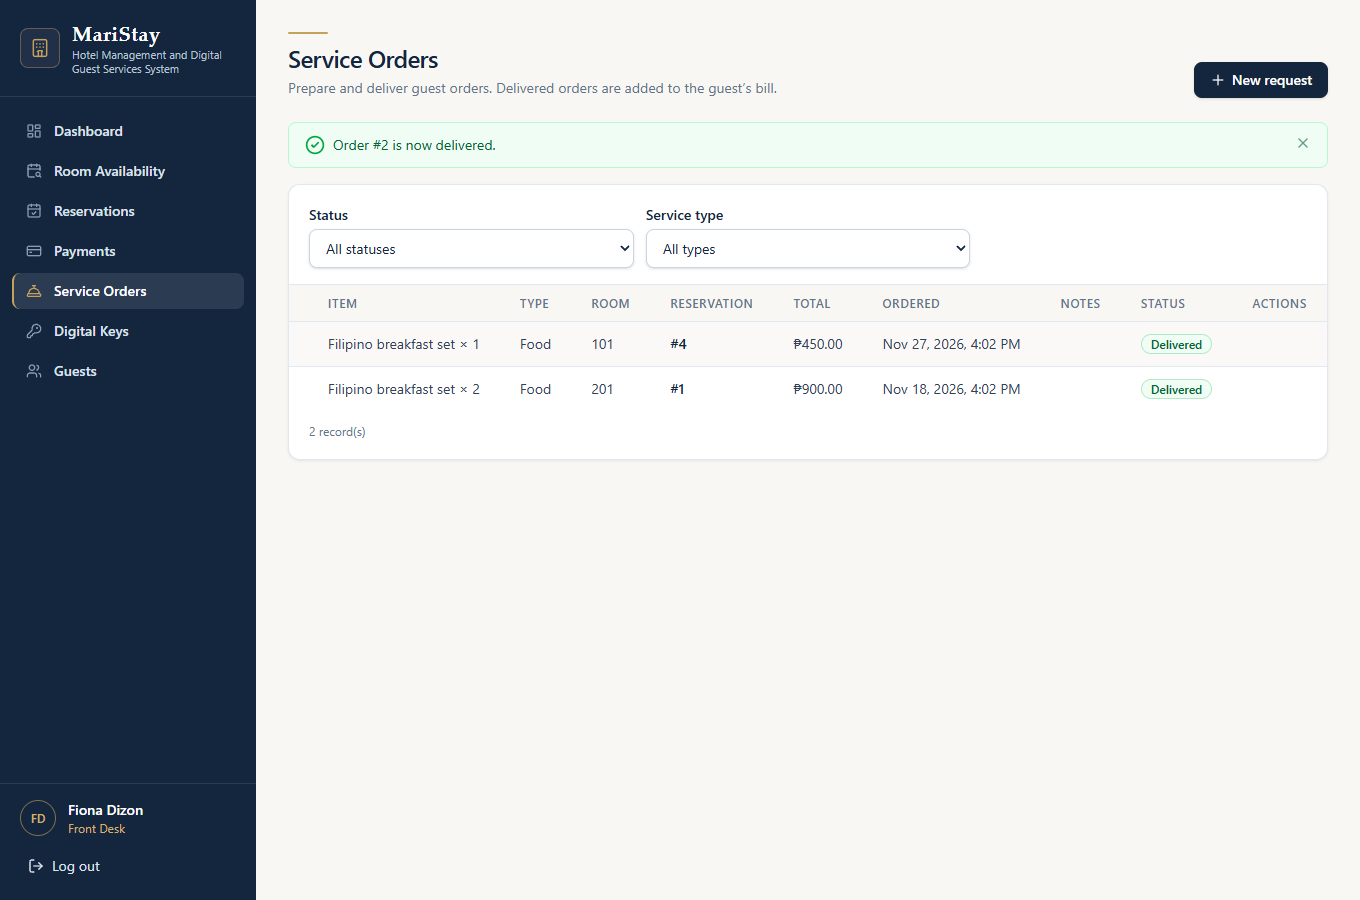 MariStay
Hotel Management and Digital
Guest Services System
Dashboard
Room Availability
Reservations
Payments
Service Orders
Digital Keys
Guests
FD
Fiona Dizon
Front Desk
Log out
Service Orders
Prepare and deliver guest orders. Delivered orders are added to the guest’s bill.
New request
Order #2 is now delivered.
Status
Service type
All statuses
All types
ITEM TYPE ROOM RESERVATION TOTAL ORDERED NOTES STATUS ACTIONS
Filipino breakfast set × 1 Food 101 #4 ₱450.00 Nov 27, 2026, 4:02 PM Delivered
Filipino breakfast set × 2 Food 201 #1 ₱900.00 Nov 18, 2026, 4:02 PM Delivered
2 record(s)